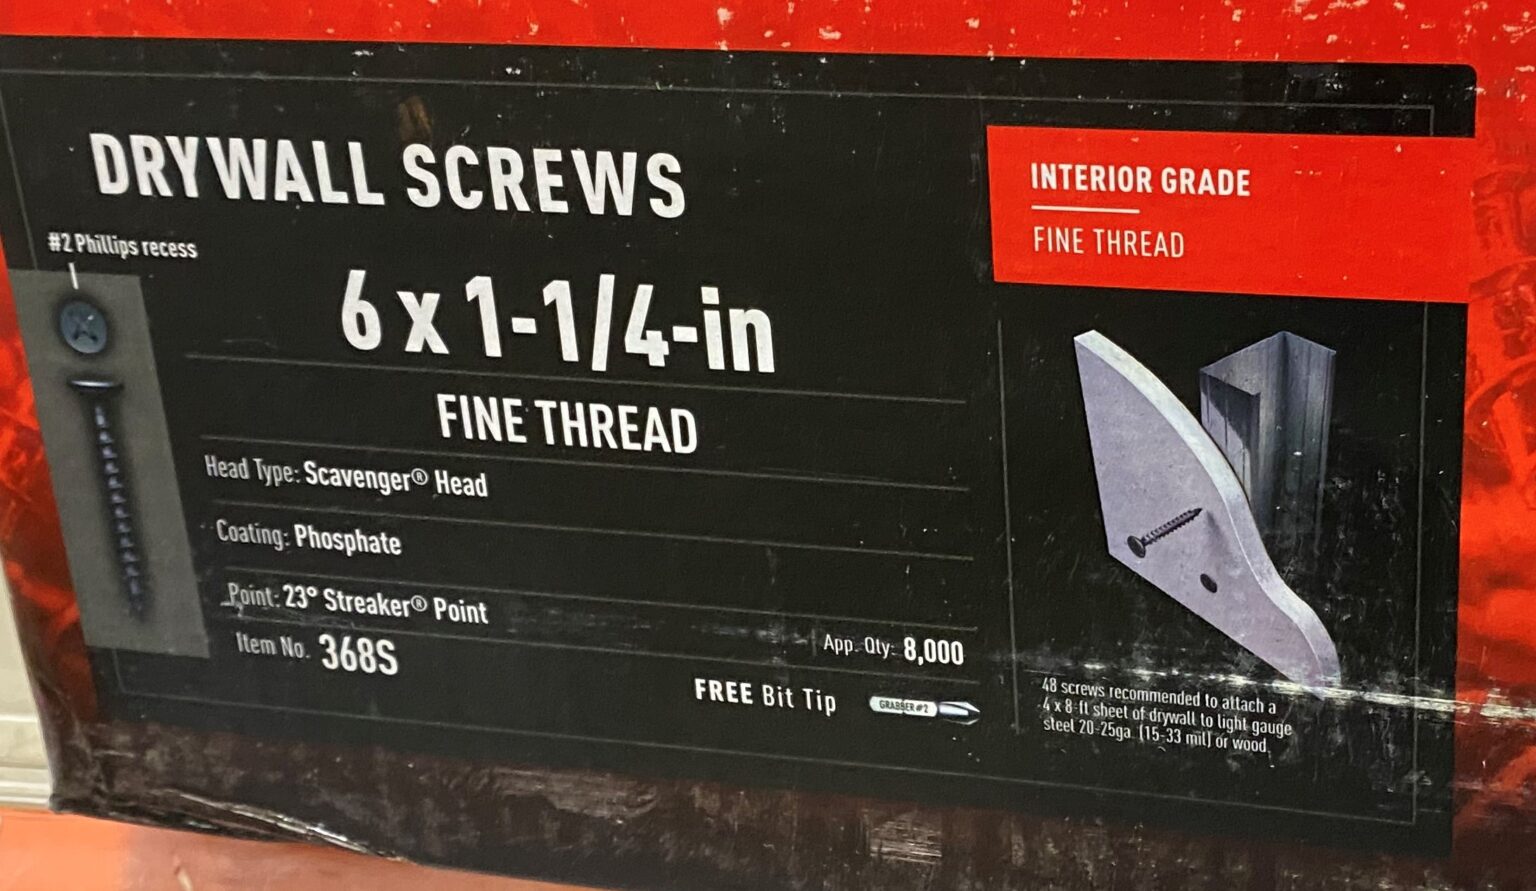 DRYWALL SCREWS
#2 Phillips recess
6 x 1-1/4-in
FINE THREAD
Head Type: Scavenger® Head
Coating: Phosphate
Point: 23° Streaker® Point
Item No. 368S
App. Qty: 8,000
FREE Bit Tip
GRABBER #2
INTERIOR GRADE
FINE THREAD
48 screws recommended to attach a
4 x 8-ft sheet of drywall to light gauge
steel 20-25ga. (15-33 mil) or wood.